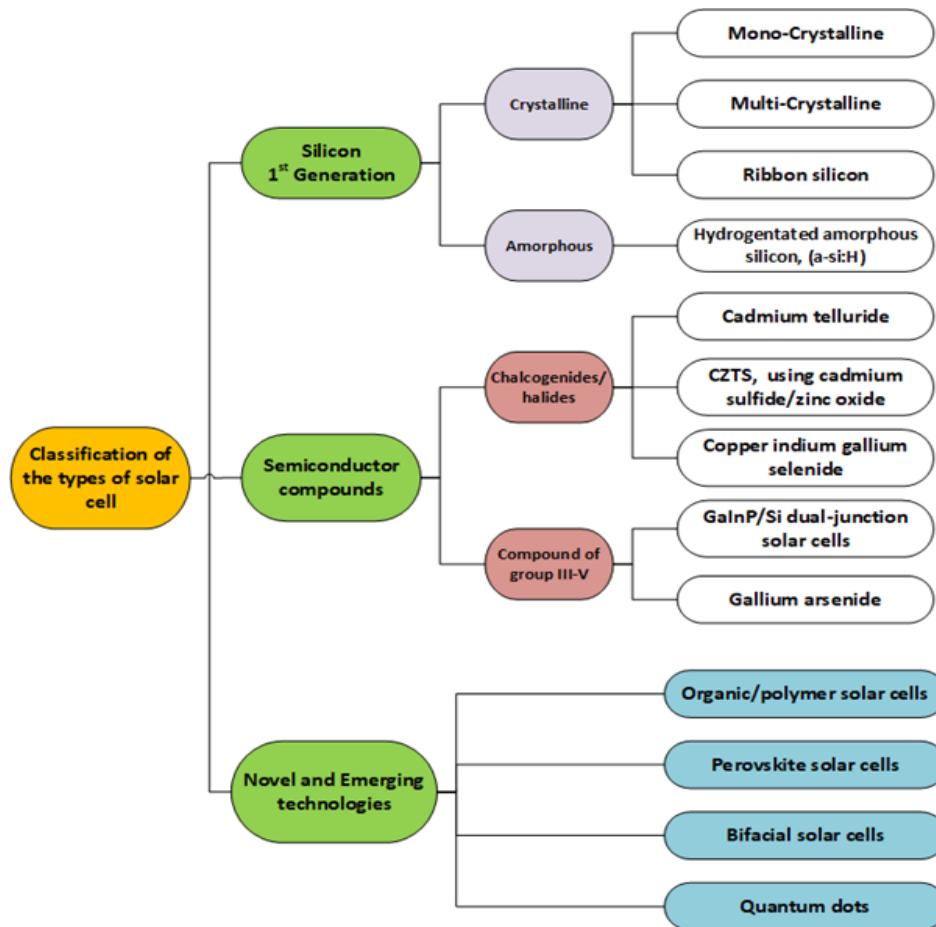 Mono-Crystalline
Crystalline
Multi-Crystalline
Silicon
1st Generation
Ribbon silicon
Amorphous
Hydrogentated amorphous
silicon, (a-si:H)
Cadmium telluride
Chalcogenides/
halides
CZTS, using cadmium
sulfide/zinc oxide
Classification of
the types of solar
cell
Semiconductor
compounds
Copper indium gallium
selenide
GaInP/Si dual-junction
solar cells
Compound of
group III-V
Gallium arsenide
Organic/polymer solar cells
Novel and Emerging
technologies
Perovskite solar cells
Bifacial solar cells
Quantum dots